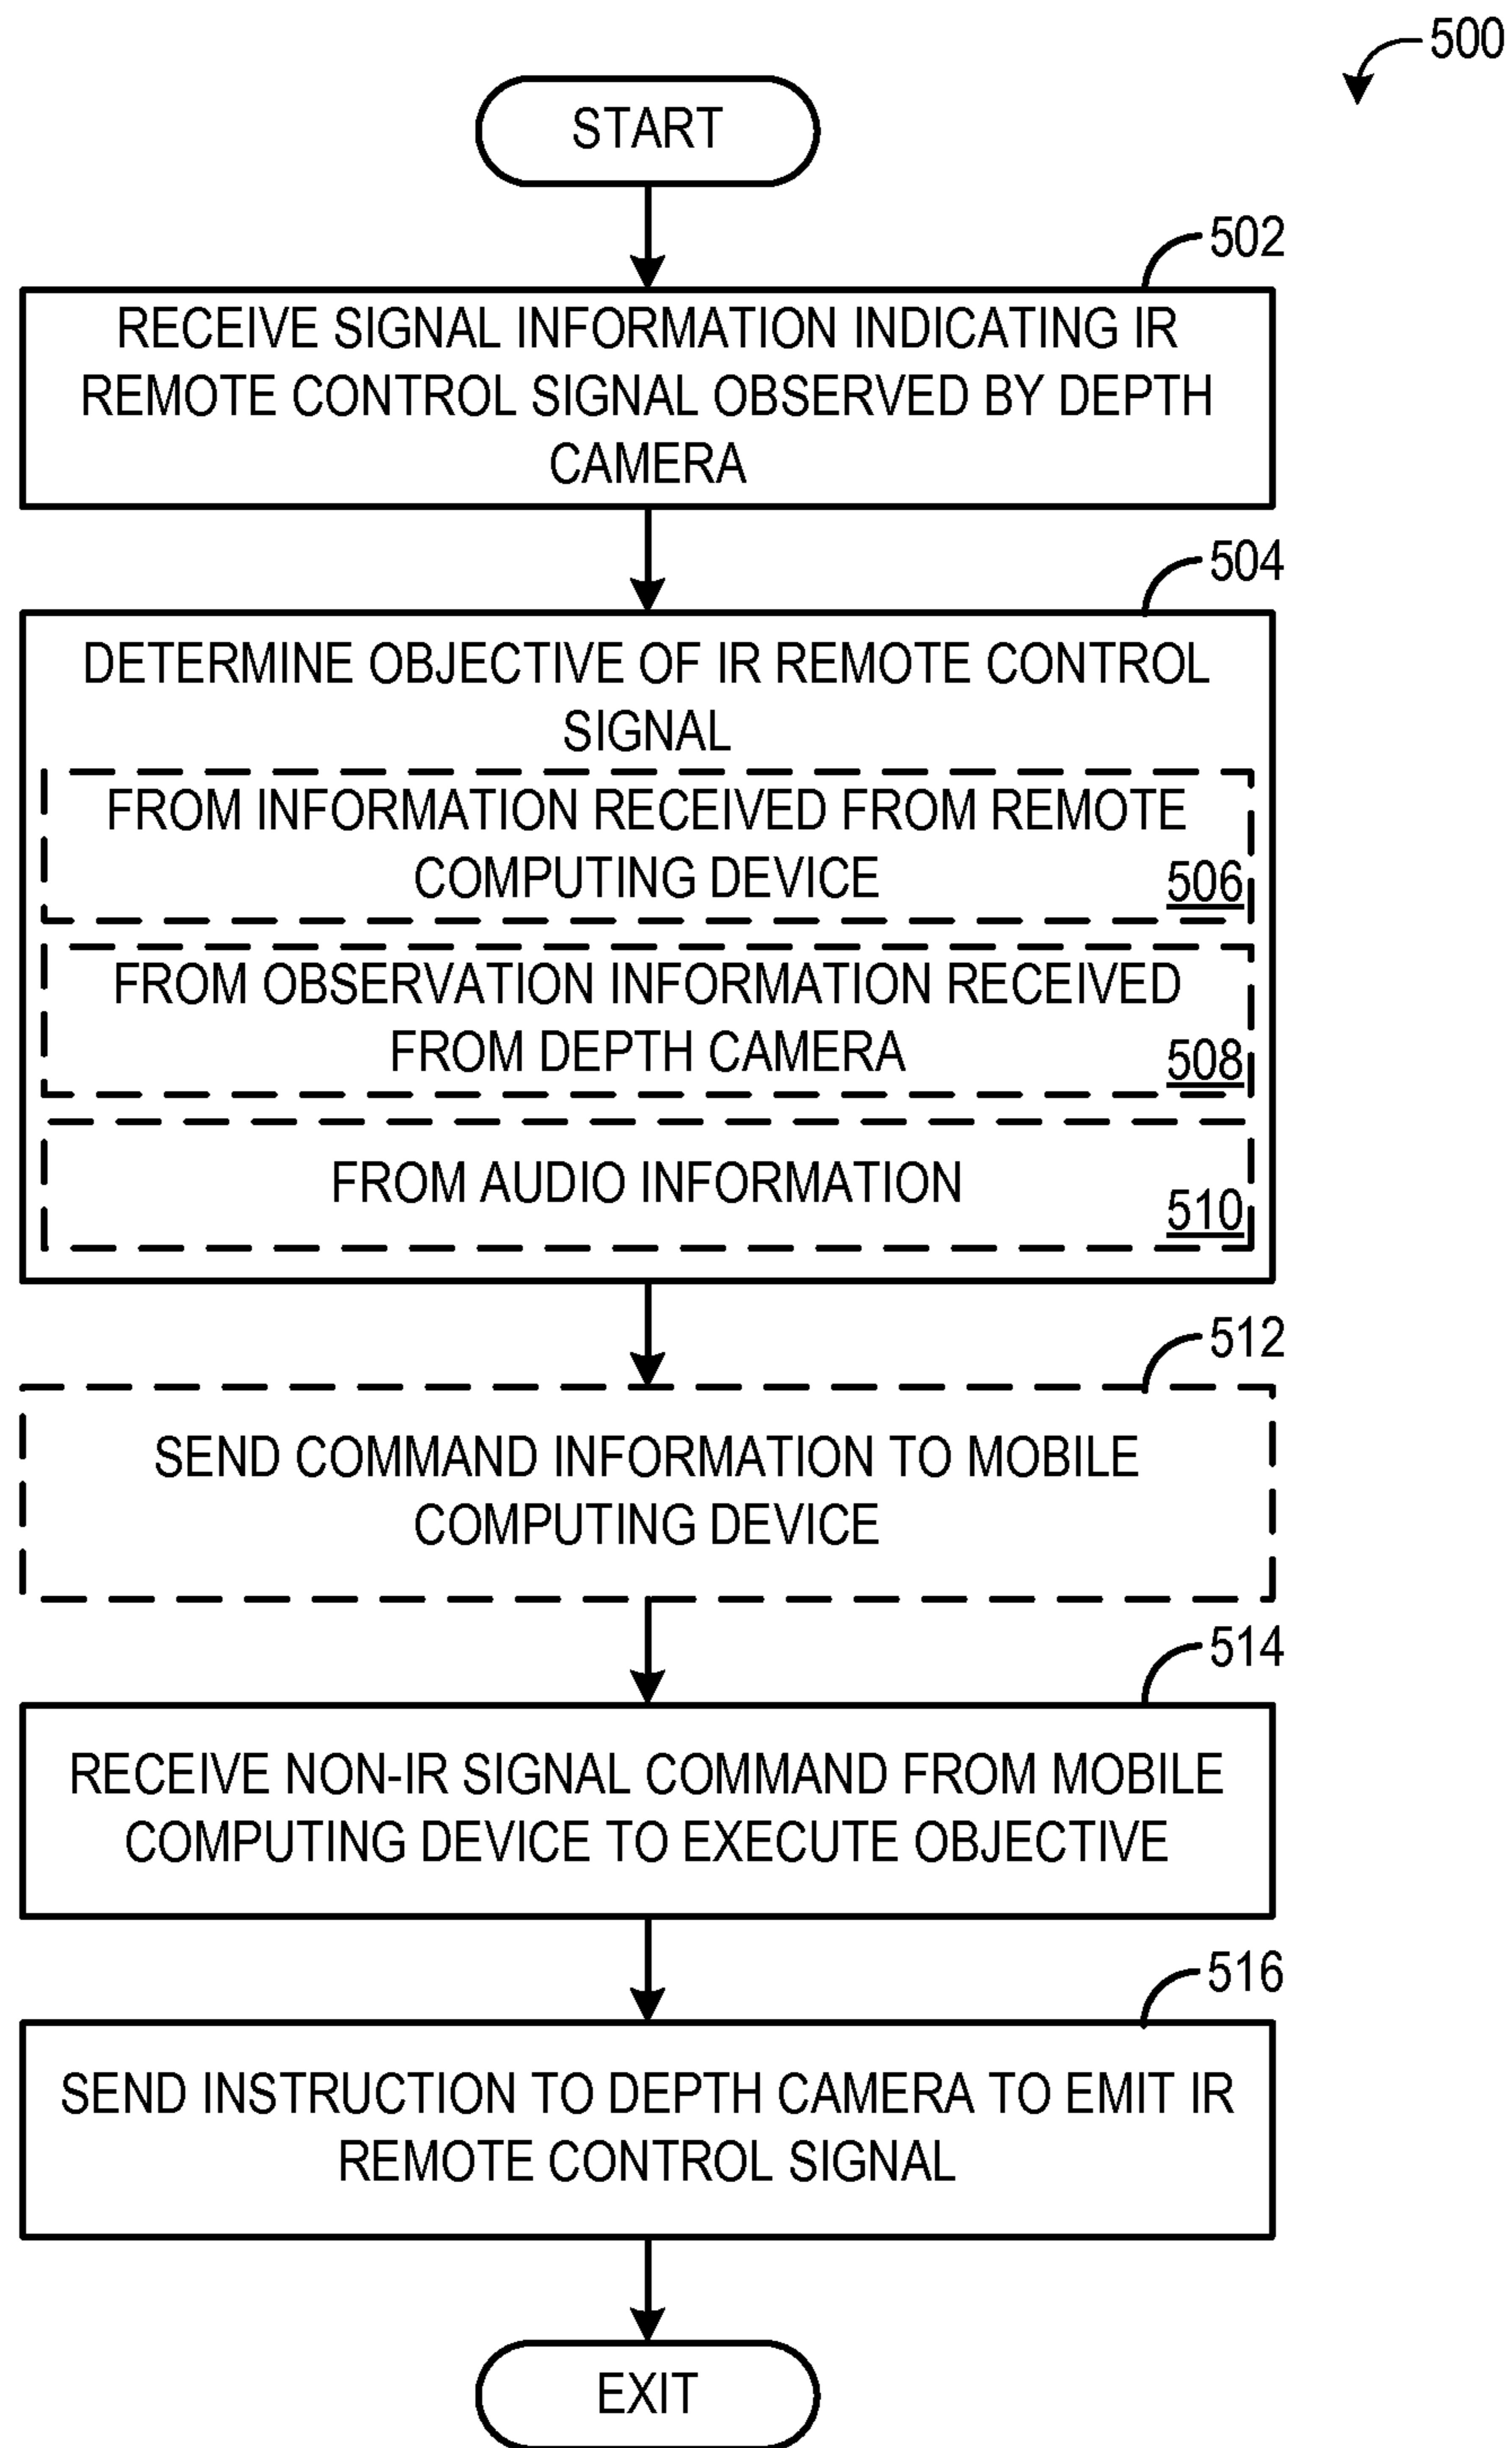 500
START
502
RECEIVE SIGNAL INFORMATION INDICATING IR
REMOTE CONTROL SIGNAL OBSERVED BY DEPTH
CAMERA
504
DETERMINE OBJECTIVE OF IR REMOTE CONTROL
SIGNAL
FROM INFORMATION RECEIVED FROM REMOTE
COMPUTING DEVICE
506
FROM OBSERVATION INFORMATION RECEIVED
FROM DEPTH CAMERA
508
FROM AUDIO INFORMATION
510
512
SEND COMMAND INFORMATION TO MOBILE
COMPUTING DEVICE
514
RECEIVE NON-IR SIGNAL COMMAND FROM MOBILE
COMPUTING DEVICE TO EXECUTE OBJECTIVE
516
SEND INSTRUCTION TO DEPTH CAMERA TO EMIT IR
REMOTE CONTROL SIGNAL
EXIT